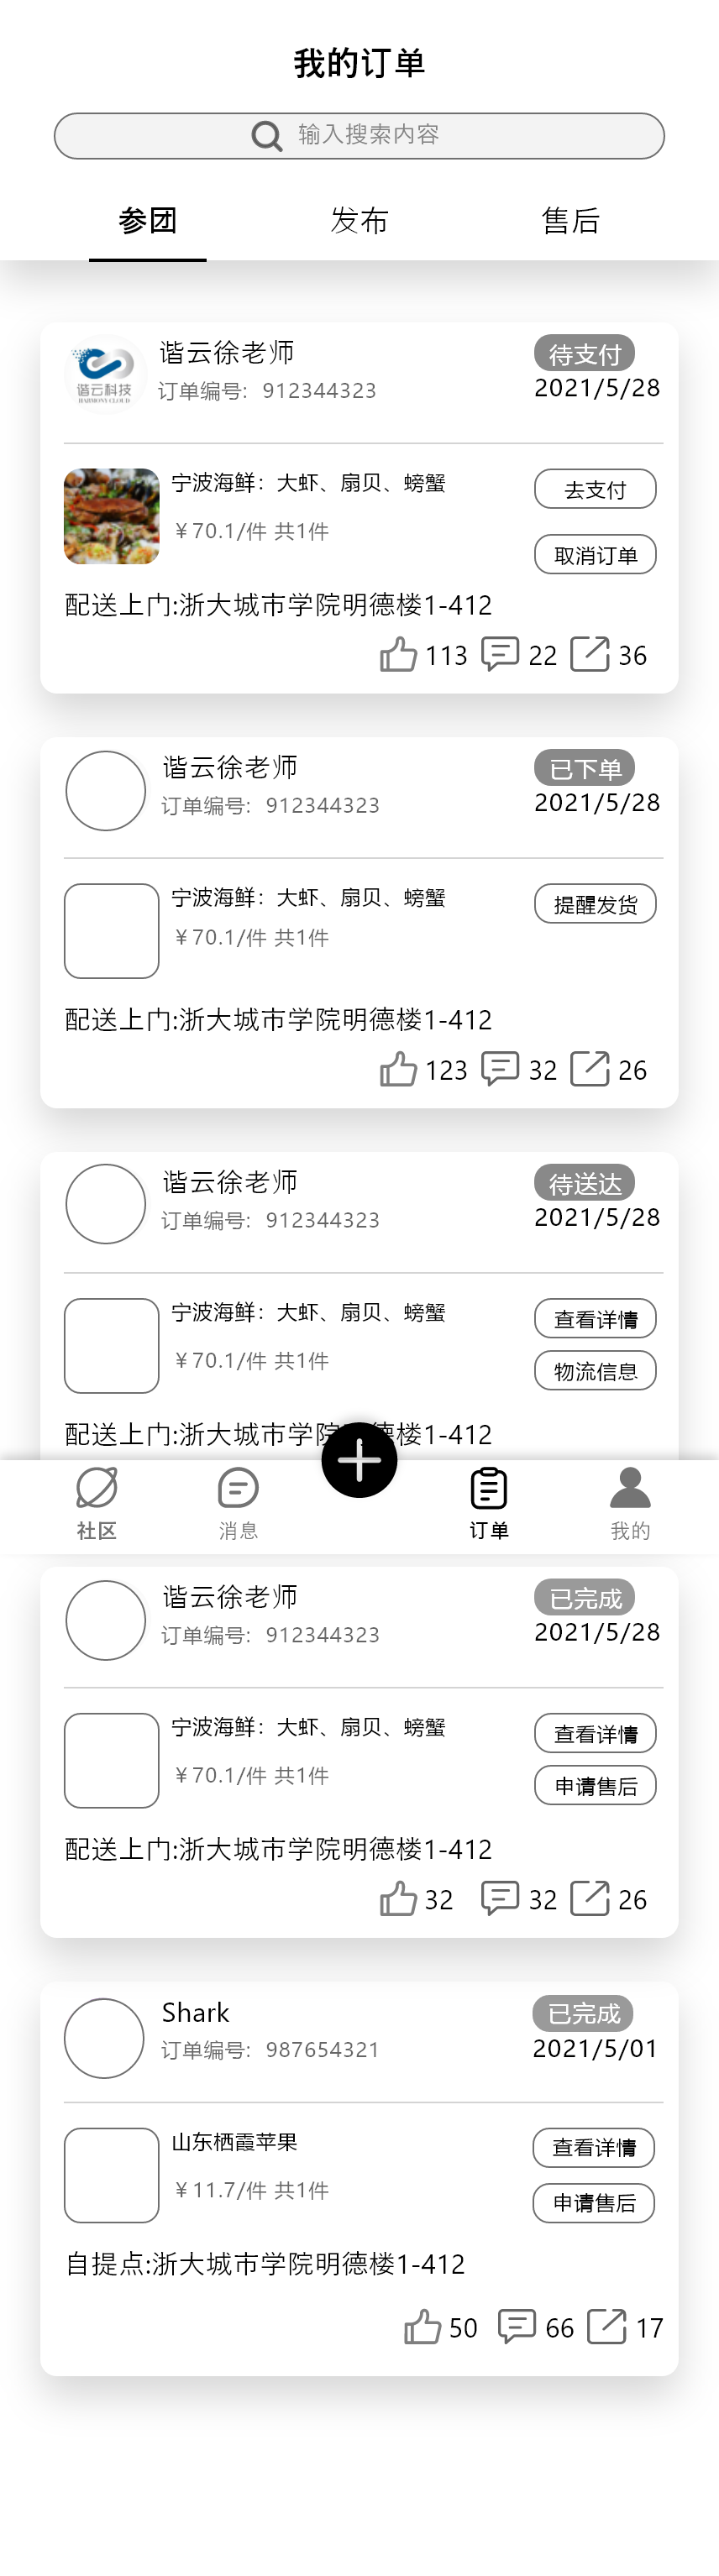 我的订单
输入搜索内容
参团 发布 售后
谐云徐老师 待支付
谐云科技
HARMONY CLOUD
订单编号：912344323 2021/5/28
宁波海鲜：大虾、扇贝、螃蟹 去支付
￥70.1/件 共1件
取消订单
配送上门:浙大城市学院明德楼1-412
113 22 36
谐云徐老师 已下单
订单编号：912344323 2021/5/28
宁波海鲜：大虾、扇贝、螃蟹 提醒发货
￥70.1/件 共1件
配送上门:浙大城市学院明德楼1-412
123 32 26
谐云徐老师 待送达
订单编号：912344323 2021/5/28
宁波海鲜：大虾、扇贝、螃蟹 查看详情
￥70.1/件 共1件 物流信息
配送上门:浙大城市学院明德楼1-412
社区 消息 订单 我的
谐云徐老师 已完成
订单编号：912344323 2021/5/28
宁波海鲜：大虾、扇贝、螃蟹 查看详情
￥70.1/件 共1件 申请售后
配送上门:浙大城市学院明德楼1-412
32 32 26
Shark 已完成
订单编号：987654321 2021/5/01
山东栖霞苹果 查看详情
￥11.7/件 共1件 申请售后
自提点:浙大城市学院明德楼1-412
50 66 17